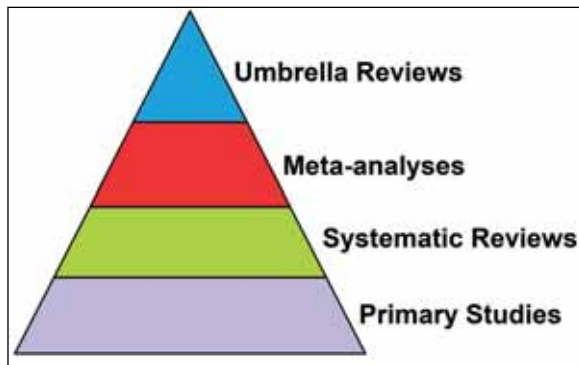 Umbrella Reviews
Meta-analyses
Systematic Reviews
Primary Studies